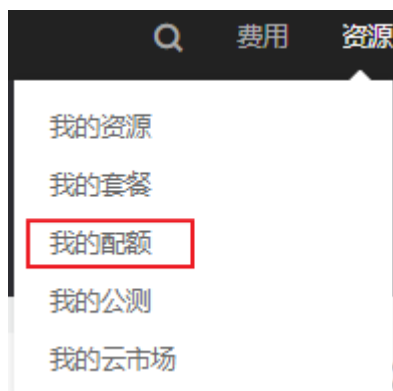 费用 资源
我的资源
我的套餐
我的配额
我的公测
我的云市场